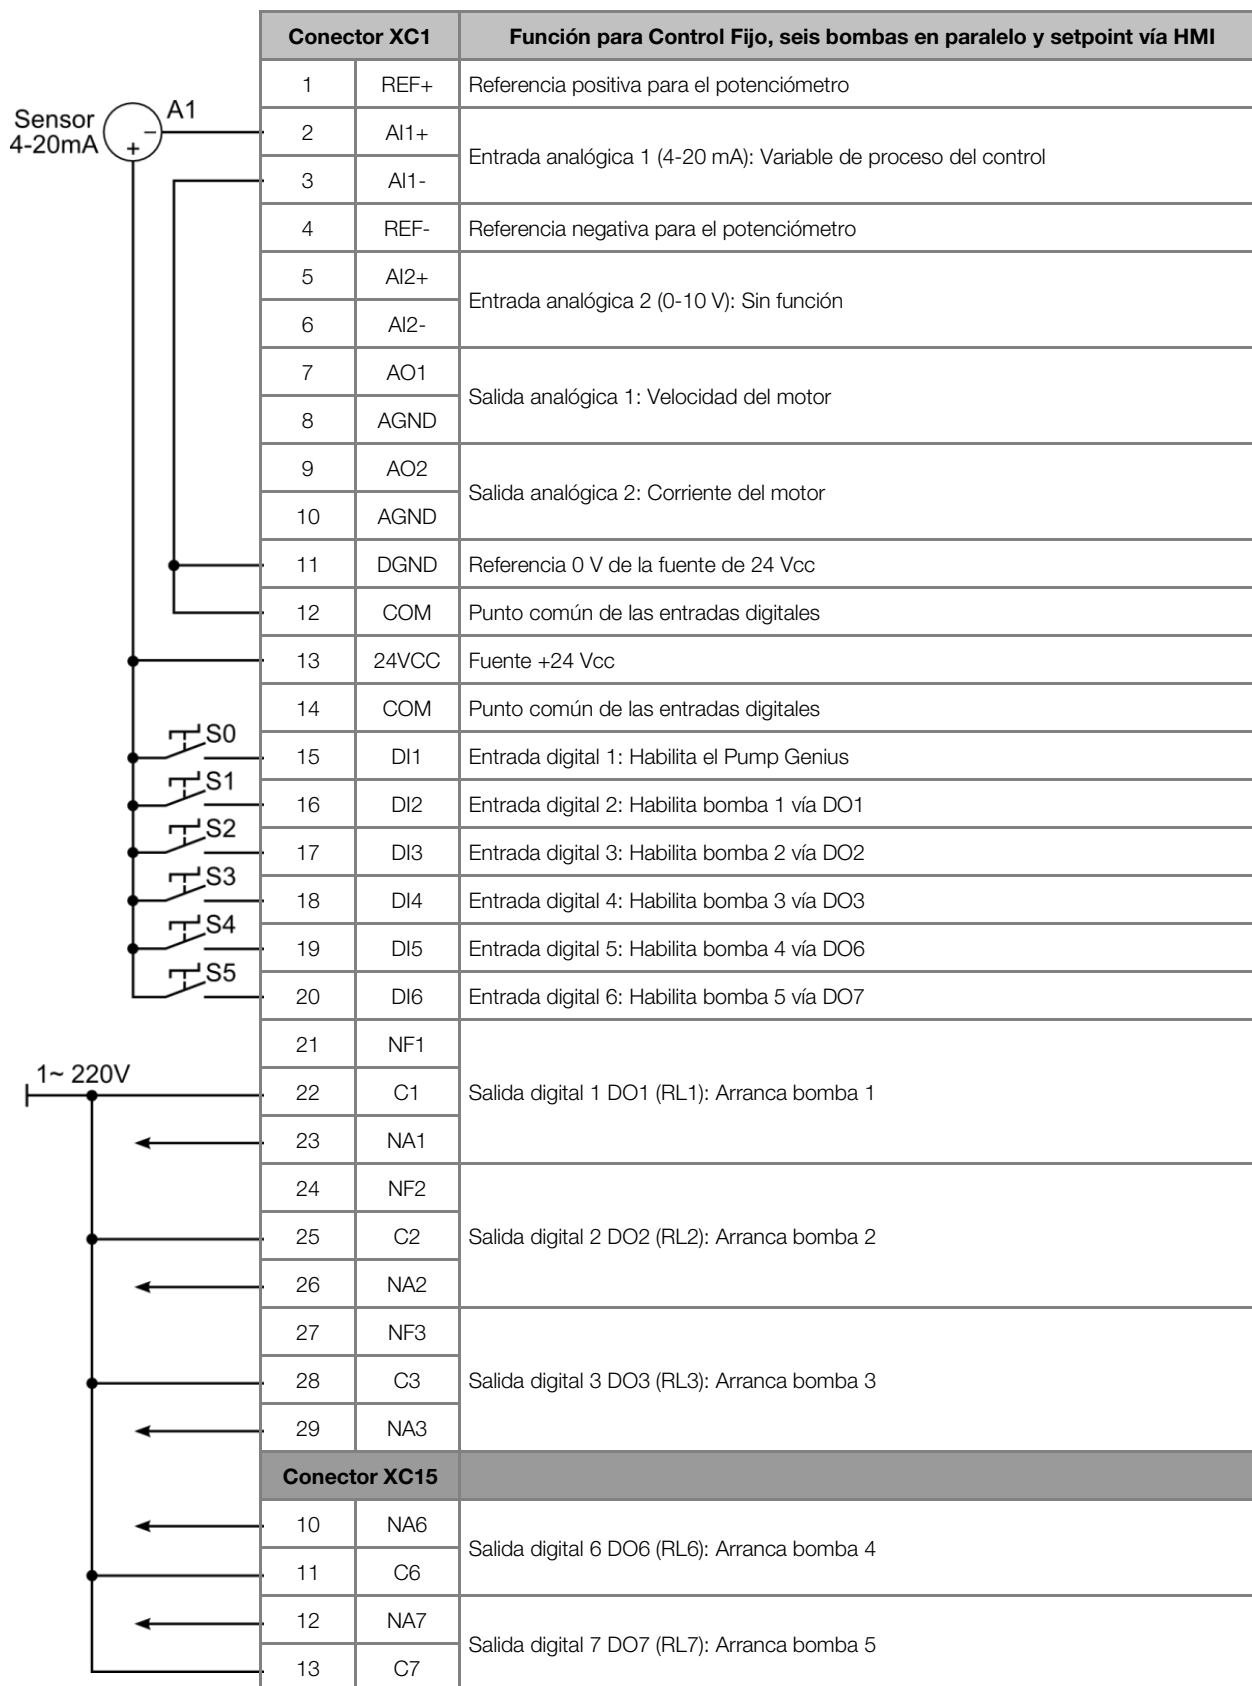 Conector XC1 Función para Control Fijo, seis bombas en paralelo y setpoint vía HMI
1 REF+ Referencia positiva para el potenciómetro
Sensor 4-20mA A1 − +
2 AI1+ Entrada analógica 1 (4-20 mA): Variable de proceso del control
3 AI1-
4 REF- Referencia negativa para el potenciómetro
5 AI2+ Entrada analógica 2 (0-10 V): Sin función
6 AI2-
7 AO1 Salida analógica 1: Velocidad del motor
8 AGND
9 AO2 Salida analógica 2: Corriente del motor
10 AGND
11 DGND Referencia 0 V de la fuente de 24 Vcc
12 COM Punto común de las entradas digitales
13 24VCC Fuente +24 Vcc
14 COM Punto común de las entradas digitales
S0 15 DI1 Entrada digital 1: Habilita el Pump Genius
S1 16 DI2 Entrada digital 2: Habilita bomba 1 vía DO1
S2 17 DI3 Entrada digital 3: Habilita bomba 2 vía DO2
S3 18 DI4 Entrada digital 4: Habilita bomba 3 vía DO3
S4 19 DI5 Entrada digital 5: Habilita bomba 4 vía DO6
S5 20 DI6 Entrada digital 6: Habilita bomba 5 vía DO7
21 NF1
1~ 220V
22 C1 Salida digital 1 DO1 (RL1): Arranca bomba 1
23 NA1
24 NF2
25 C2 Salida digital 2 DO2 (RL2): Arranca bomba 2
26 NA2
27 NF3
28 C3 Salida digital 3 DO3 (RL3): Arranca bomba 3
29 NA3
Conector XC15
10 NA6 Salida digital 6 DO6 (RL6): Arranca bomba 4
11 C6
12 NA7 Salida digital 7 DO7 (RL7): Arranca bomba 5
13 C7